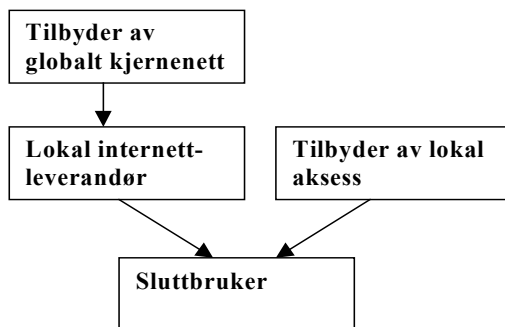 Tilbyder av
globalt kjernenett
Lokal internett-
leverandør
Tilbyder av lokal
aksess
Sluttbruker